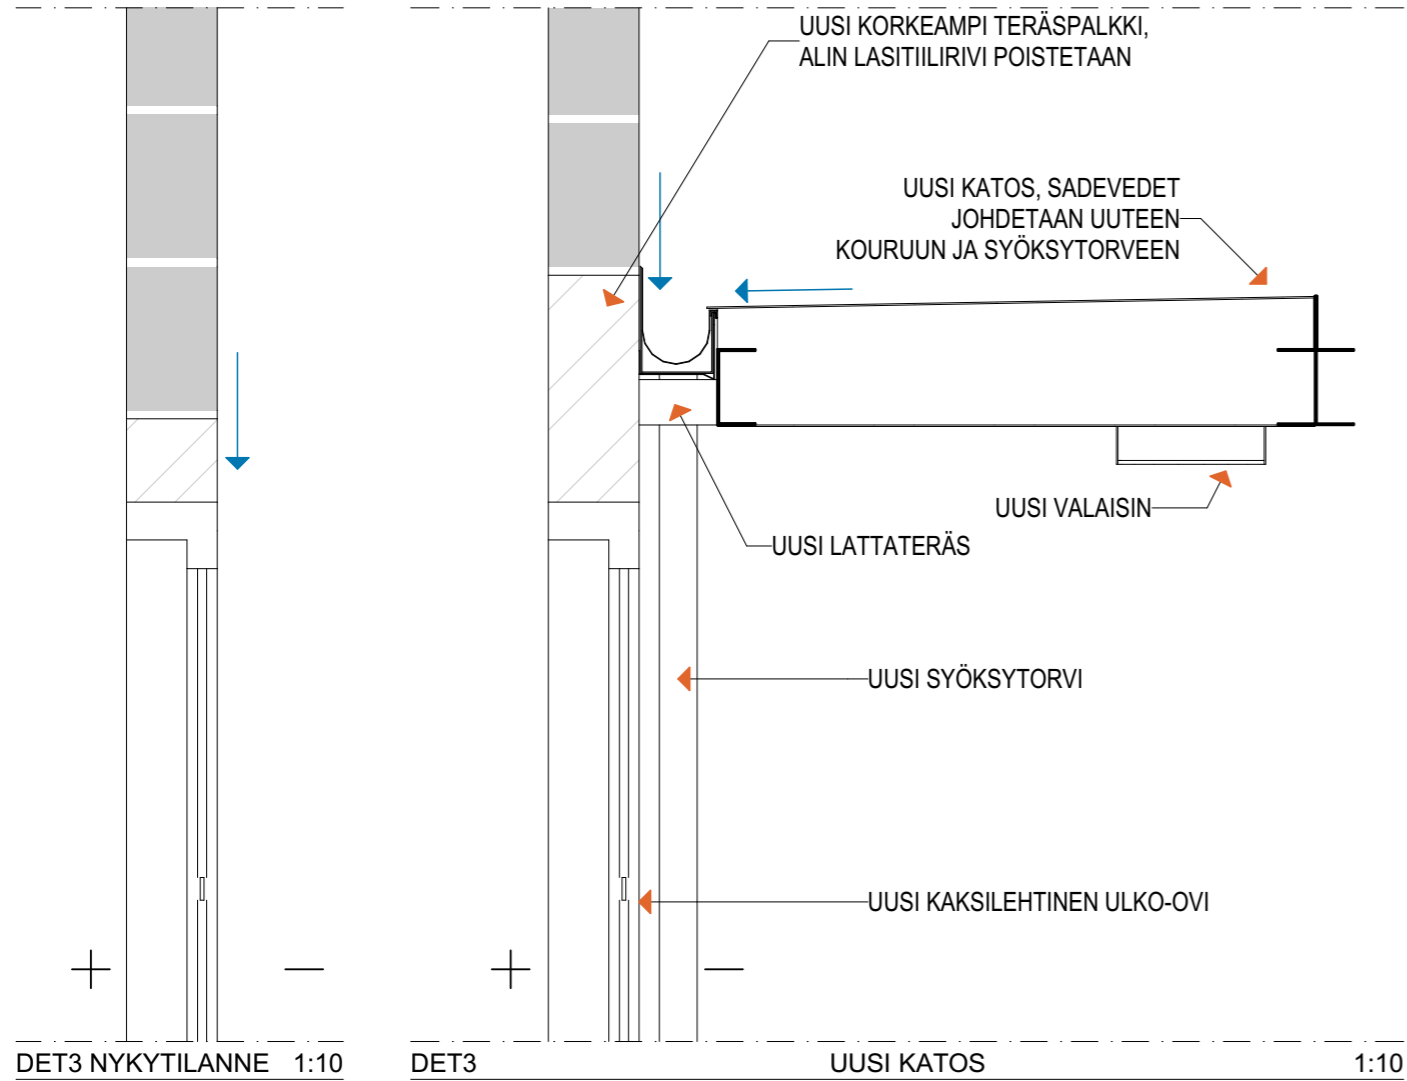 UUSI KORKEAMPI TERÄSPALKKI,
ALIN LASITIILIRIVI POISTETAAN
UUSI KATOS, SADEVEDET
JOHDETAAN UUTEEN
KOURUUN JA SYÖKSYTORVEEN
UUSI VALAISIN
UUSI LATTATERÄS
UUSI SYÖKSYTORVI
UUSI KAKSILEHTINEN ULKO-OVI
+ −
+ −
DET3 NYKYTILANNE 1:10
DET3 UUSI KATOS 1:10